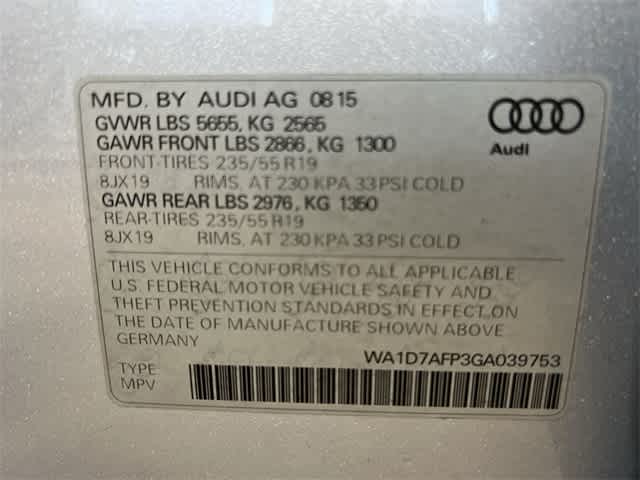 MFD. BY AUDI AG 08 15
GVWR LBS 5655, KG 2565
GAWR FRONT LBS 2866, KG 1300
FRONT-TIRES 235/55 R19
8JX19 RIMS, AT 230 KPA 33 PSI COLD
GAWR REAR LBS 2976, KG 1350
REAR-TIRES 235/55 R19
8JX19 RIMS, AT 230 KPA 33 PSI COLD
Audi
THIS VEHICLE CONFORMS TO ALL APPLICABLE
U.S. FEDERAL MOTOR VEHICLE SAFETY AND
THEFT PREVENTION STANDARDS IN EFFECT ON
THE DATE OF MANUFACTURE SHOWN ABOVE.
GERMANY
WA1D7AFP3GA039753
TYPE
MPV